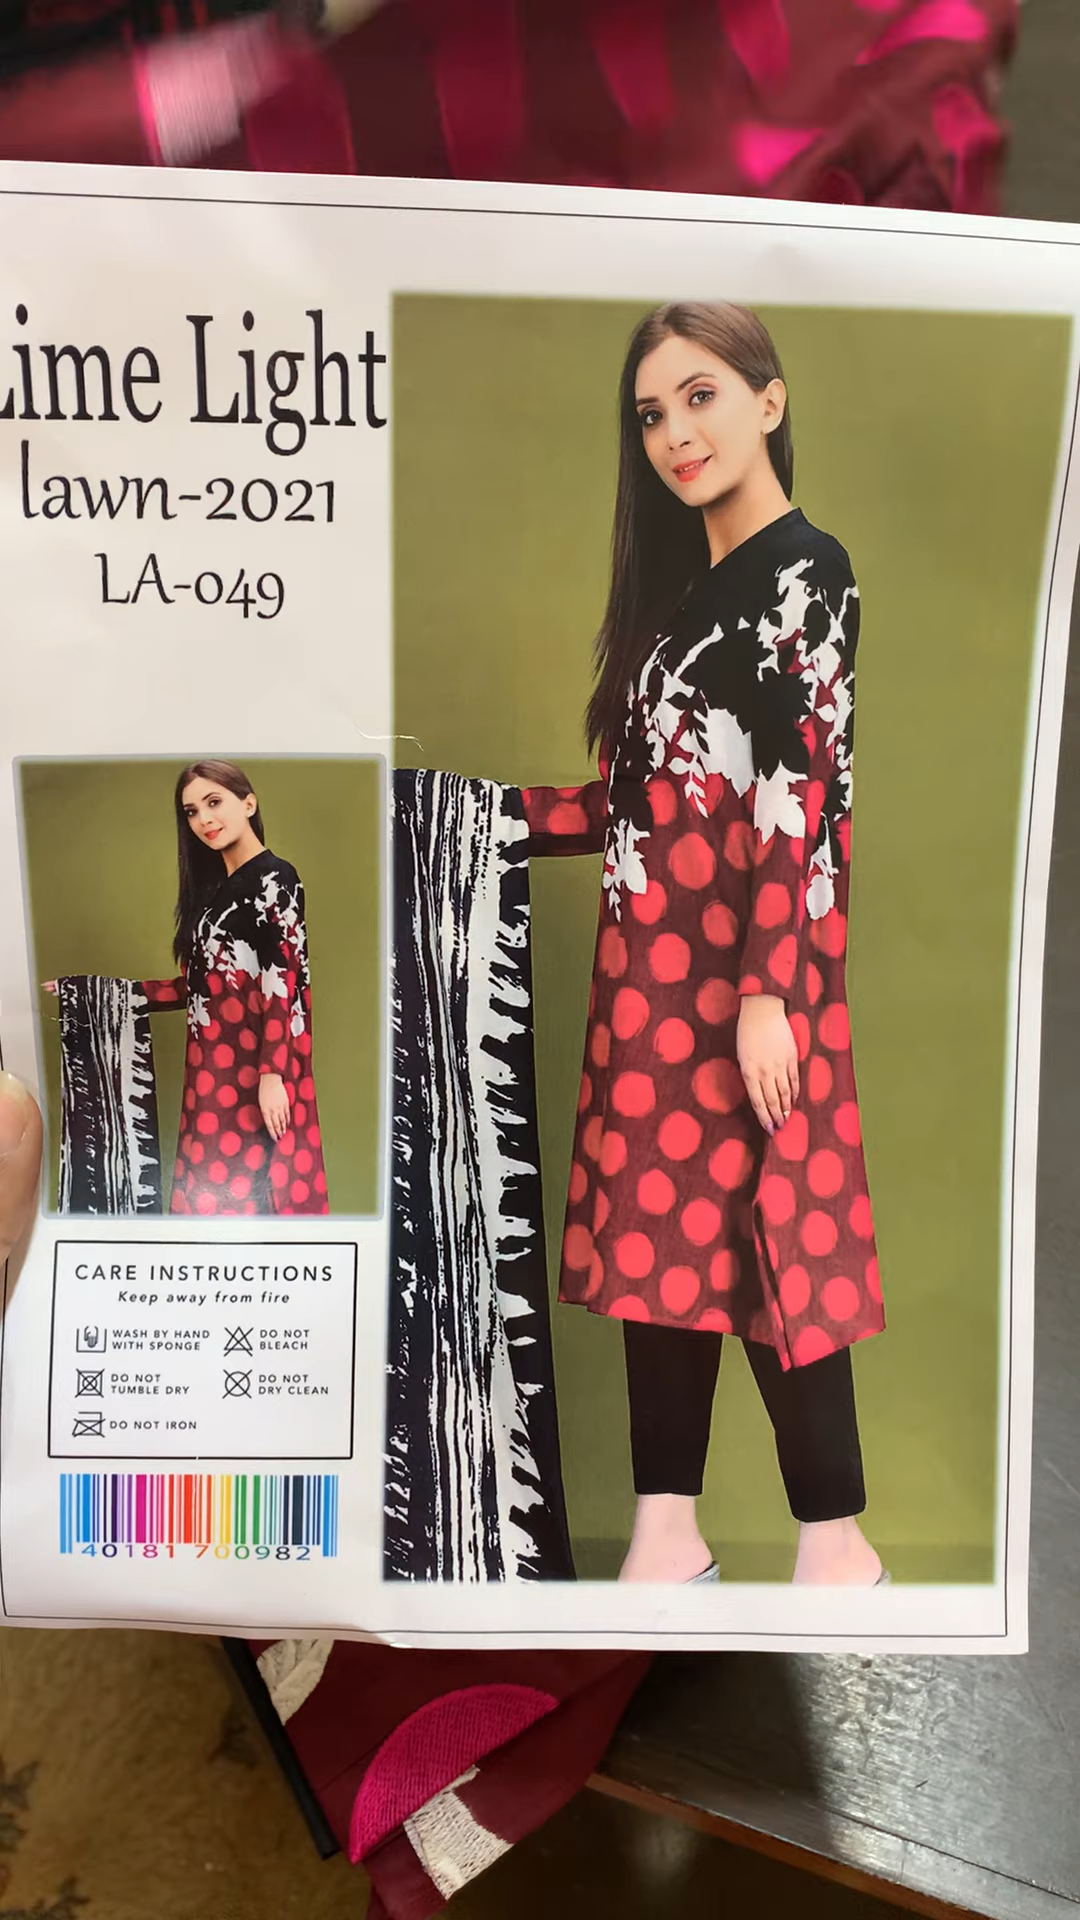 Lime Light
lawn-2021
LA-049
CARE INSTRUCTIONS
Keep away from fire
WASH BY HAND
WITH SPONGE
DO NOT
BLEACH
DO NOT
TUMBLE DRY
DO NOT
DRY CLEAN
DO NOT IRON
40181 700982